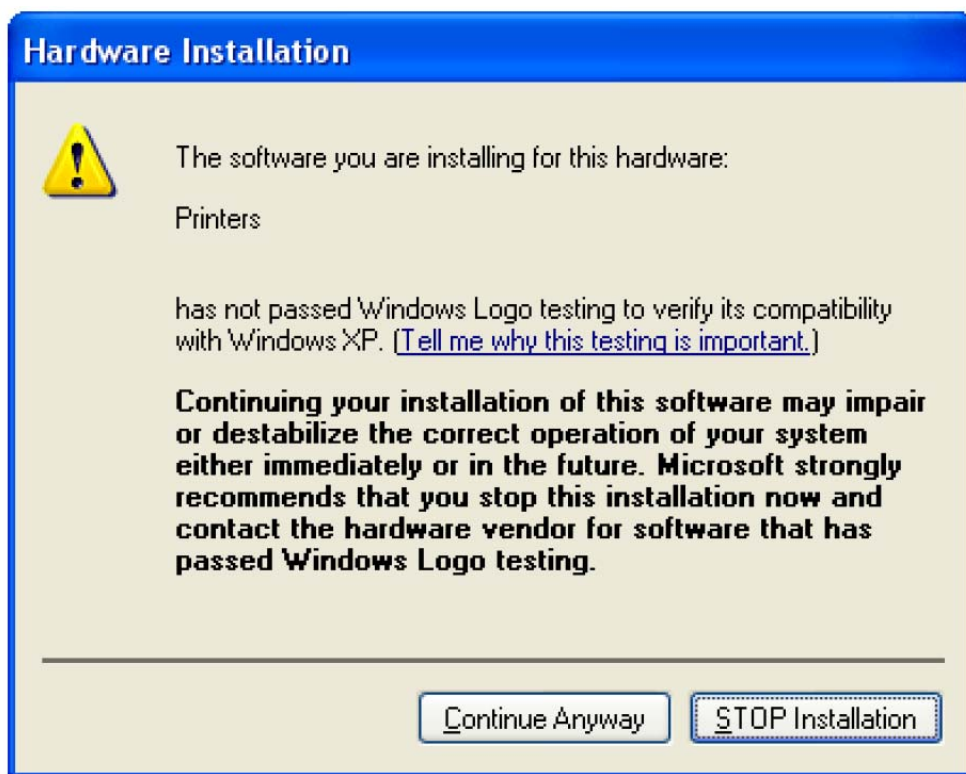 Hardware Installation
The software you are installing for this hardware:
Printers
has not passed Windows Logo testing to verify its compatibility
with Windows XP. (Tell me why this testing is important.)
Continuing your installation of this software may impair
or destabilize the correct operation of your system
either immediately or in the future. Microsoft strongly
recommends that you stop this installation now and
contact the hardware vendor for software that has
passed Windows Logo testing.
Continue Anyway
STOP Installation